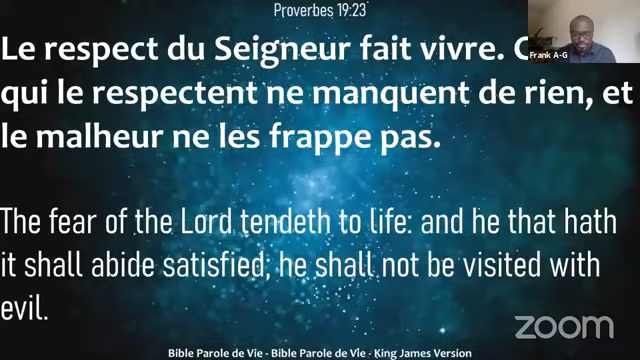 Proverbes 19:23
Le respect du Seigneur fait vivre.
qui le respectent ne manquent de rien, et
le malheur ne les frappe pas.
The fear of the Lord tendeth to life: and he that hath
it shall abide satisfied; he shall not be visited with
evil.
Frank A-G
zoom
Bible Parole de Vie - Bible Parole de Vie - King James Version